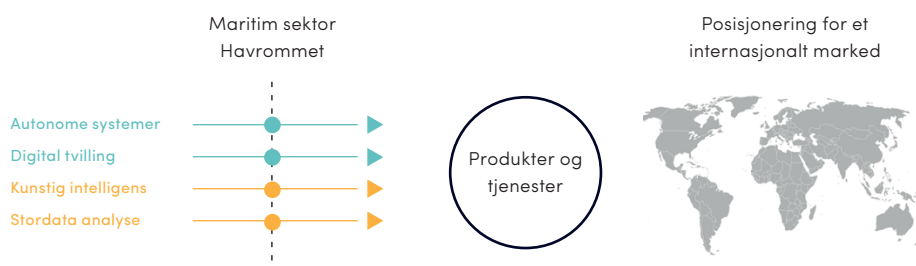 Maritim sektor
Havrommet
Posisjonering for et
internasjonalt marked
Autonome systemer
Digital tvilling
Kunstig intelligens
Stordata analyse
Produkter og
tjenester